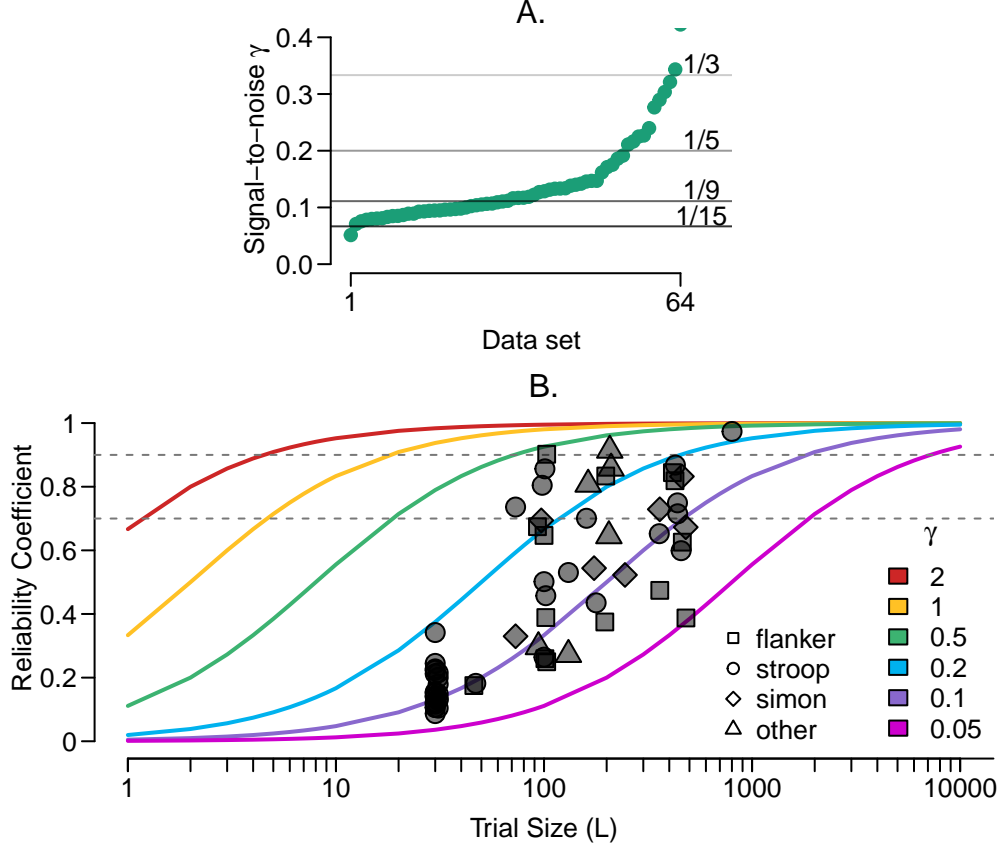 A.
Signal−to−noise γ
0.4
0.3
0.2
0.1
0.0
1/3
1/5
1/9
1/15
1
64
Data set
B.
Reliability Coefficient
1
0.8
0.6
0.4
0.2
0
γ
2
1
0.5
0.2
0.1
0.05
flanker
stroop
simon
other
1
10
100
1000
10000
Trial Size (L)